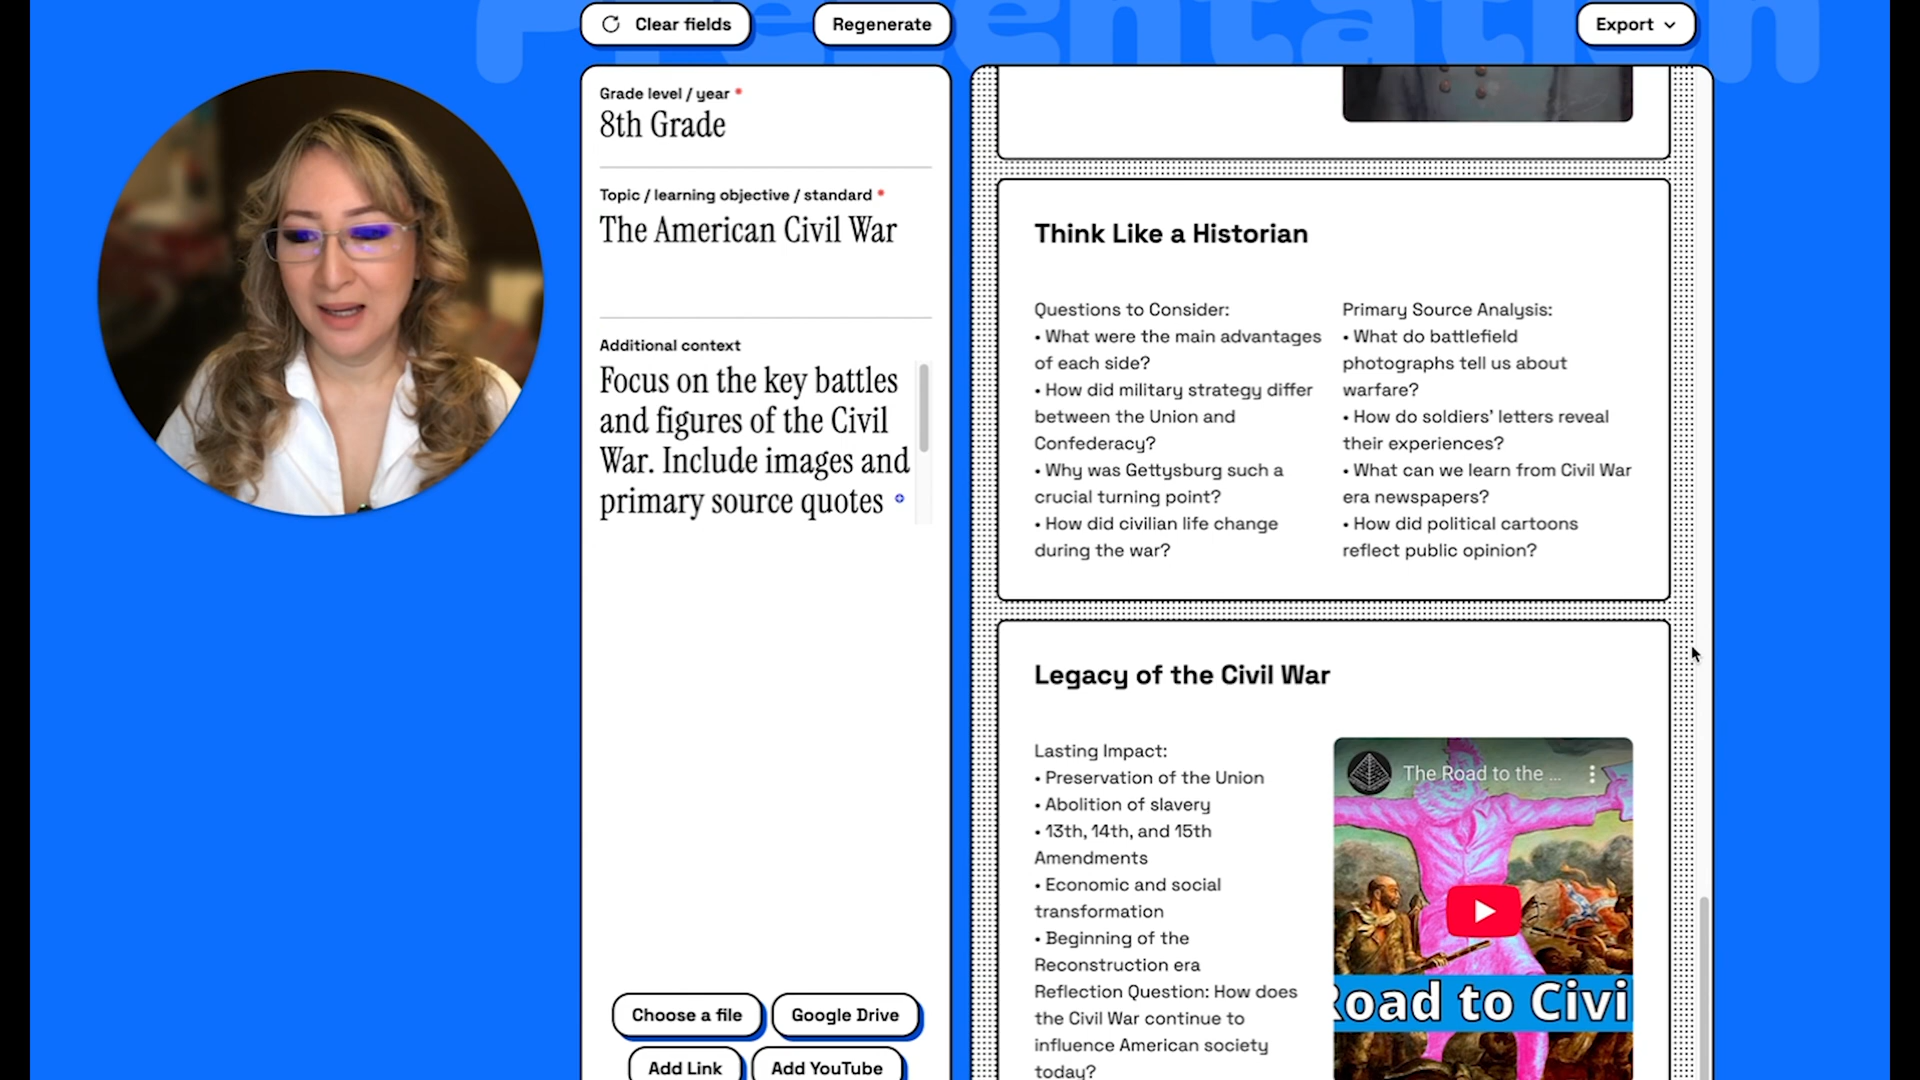 Presentation
Clear fields
Regenerate
Export
Grade level / year *
8th Grade
Topic / learning objective / standard *
The American Civil War
Additional context
Focus on the key battles
and figures of the Civil
War. Include images and
primary source quotes
Choose a file
Google Drive
Add Link
Add YouTube
Think Like a Historian
Questions to Consider:
• What were the main advantages
of each side?
• How did military strategy differ
between the Union and
Confederacy?
• Why was Gettysburg such a
crucial turning point?
• How did civilian life change
during the war?
Primary Source Analysis:
• What do battlefield
photographs tell us about
warfare?
• How do soldiers' letters reveal
their experiences?
• What can we learn from Civil War
era newspapers?
• How did political cartoons
reflect public opinion?
Legacy of the Civil War
Lasting Impact:
• Preservation of the Union
• Abolition of slavery
• 13th, 14th, and 15th
Amendments
• Economic and social
transformation
• Beginning of the
Reconstruction era
Reflection Question: How does
the Civil War continue to
influence American society
today?
The Road to the ...
Road to Civi